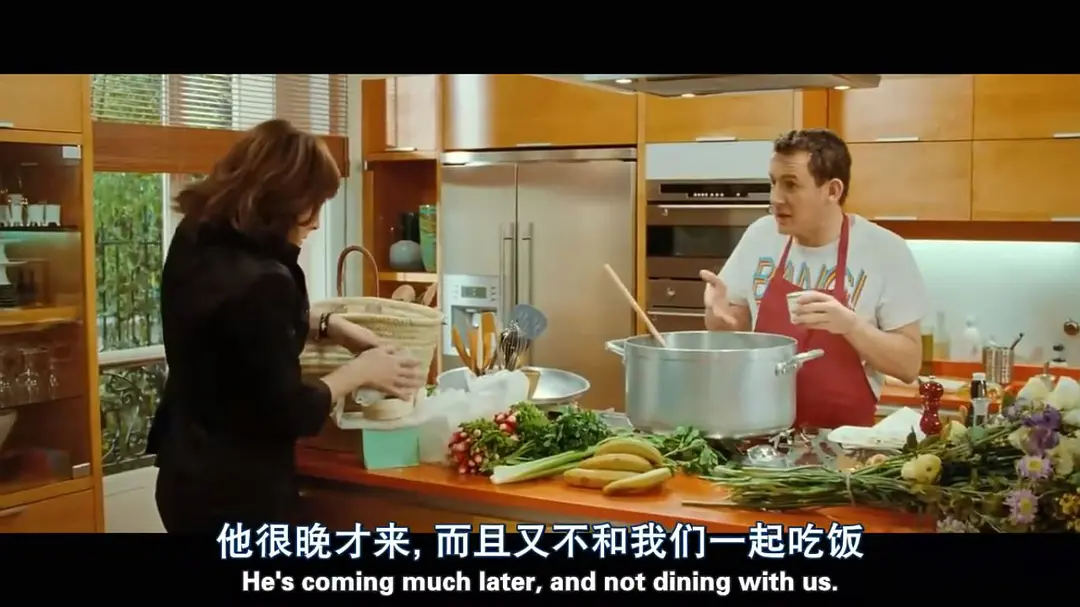 BANG!
他很晚才来, 而且又不和我们一起吃饭
He's coming much later, and not dining with us.